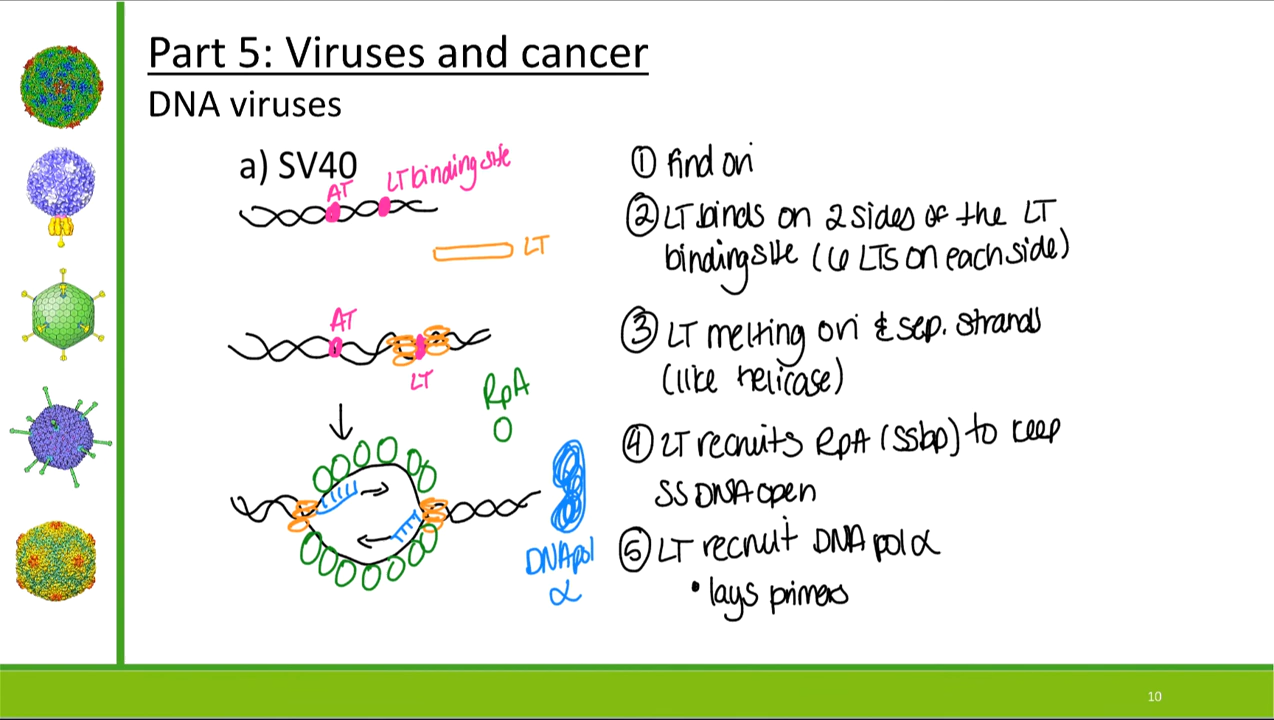 Part 5: Viruses and cancer
DNA viruses
a) SV40
AT
LT binding site
LT
AT
LT
RpA
DNA pol
α
① find ori
② LT binds on 2 sides of the LT
binding site (6 LTs on each side)
③ LT melting ori & sep. strands
(like helicase)
④ LT recruits RpA (ssbp) to keep
SS DNA open
⑤ LT recruit DNA pol α
• lays primers
10